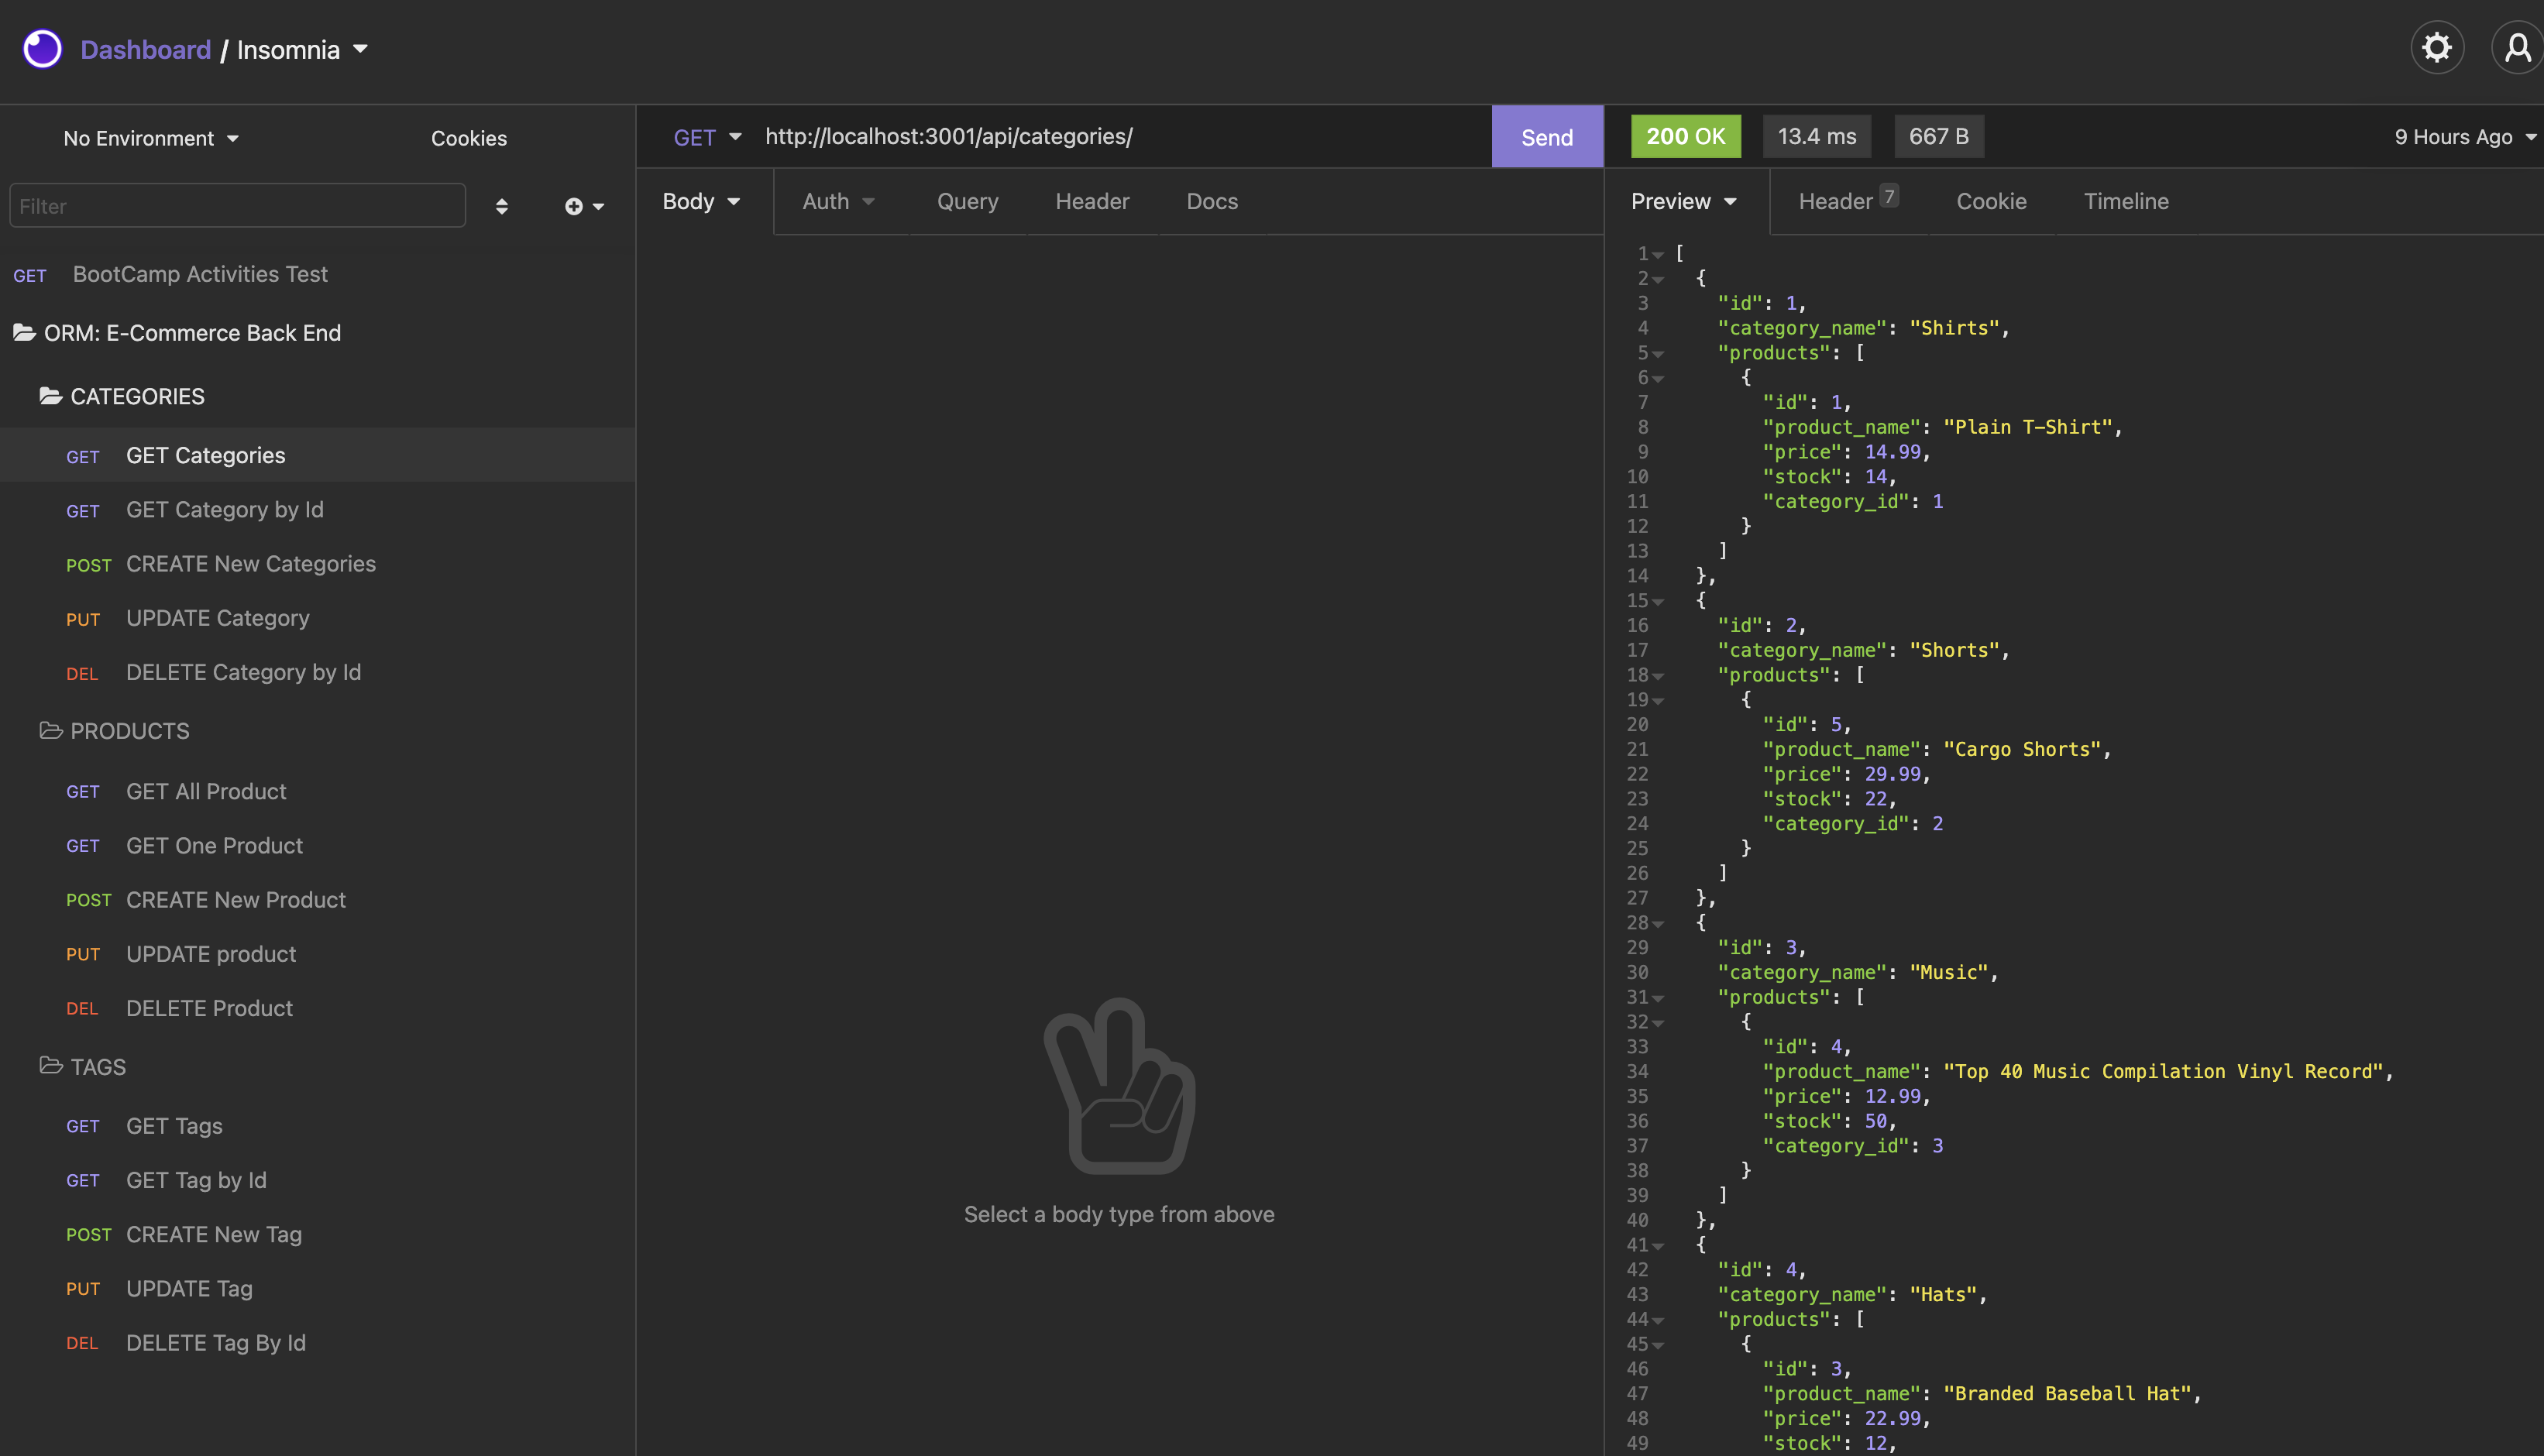 Dashboard / Insomnia
No Environment
Cookies
Filter
GET BootCamp Activities Test
ORM: E-Commerce Back End
CATEGORIES
GET GET Categories
GET GET Category by Id
POST CREATE New Categories
PUT UPDATE Category
DEL DELETE Category by Id
PRODUCTS
GET GET All Product
GET GET One Product
POST CREATE New Product
PUT UPDATE product
DEL DELETE Product
TAGS
GET GET Tags
GET GET Tag by Id
POST CREATE New Tag
PUT UPDATE Tag
DEL DELETE Tag By Id
GET http://localhost:3001/api/categories/ Send
Body Auth Query Header Docs
Select a body type from above
200 OK 13.4 ms 667 B 9 Hours Ago
Preview Header 7 Cookie Timeline
1 [
2 {
3 "id": 1,
4 "category_name": "Shirts",
5 "products": [
6 {
7 "id": 1,
8 "product_name": "Plain T-Shirt",
9 "price": 14.99,
10 "stock": 14,
11 "category_id": 1
12 }
13 ]
14 },
15 {
16 "id": 2,
17 "category_name": "Shorts",
18 "products": [
19 {
20 "id": 5,
21 "product_name": "Cargo Shorts",
22 "price": 29.99,
23 "stock": 22,
24 "category_id": 2
25 }
26 ]
27 },
28 {
29 "id": 3,
30 "category_name": "Music",
31 "products": [
32 {
33 "id": 4,
34 "product_name": "Top 40 Music Compilation Vinyl Record",
35 "price": 12.99,
36 "stock": 50,
37 "category_id": 3
38 }
39 ]
40 },
41 {
42 "id": 4,
43 "category_name": "Hats",
44 "products": [
45 {
46 "id": 3,
47 "product_name": "Branded Baseball Hat",
48 "price": 22.99,
49 "stock": 12,